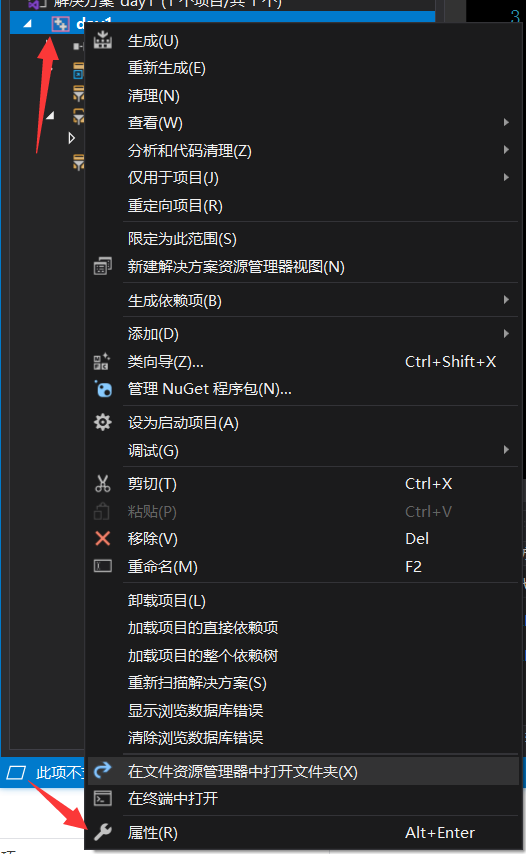 解决方案"day1"(1 个项目/共 1 个)
day1
3
生成(U)
重新生成(E)
清理(N)
查看(W)
分析和代码清理(Z)
仅用于项目(J)
重定向项目(R)
限定为此范围(S)
新建解决方案资源管理器视图(N)
生成依赖项(B)
添加(D)
类向导(Z)... Ctrl+Shift+X
管理 NuGet 程序包(N)...
设为启动项目(A)
调试(G)
剪切(T) Ctrl+X
粘贴(P) Ctrl+V
移除(V) Del
重命名(M) F2
卸载项目(L)
加载项目的直接依赖项
加载项目的整个依赖树
重新扫描解决方案(S)
显示浏览数据库错误
清除浏览数据库错误
此项不
在文件资源管理器中打开文件夹(X)
在终端中打开
属性(R) Alt+Enter